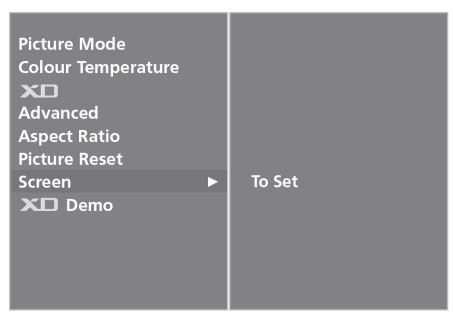 Picture Mode
Colour Temperature
XD
Advanced
Aspect Ratio
Picture Reset
Screen ► To Set
XD Demo